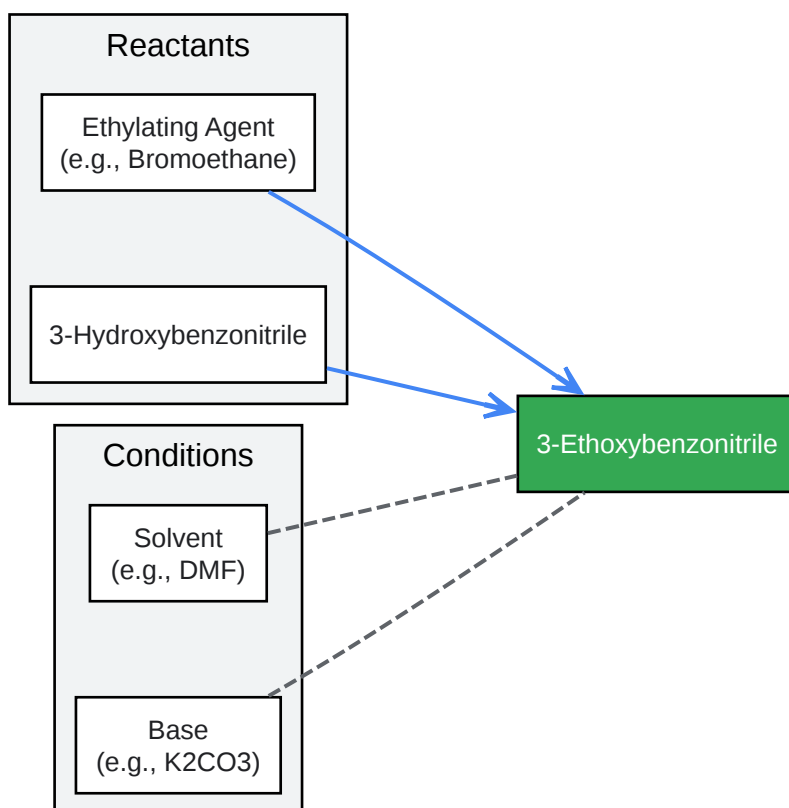 Reactants
Ethylating Agent
(e.g., Bromoethane)
3-Hydroxybenzonitrile
3-Ethoxybenzonitrile
Conditions
Solvent
(e.g., DMF)
Base
(e.g., K2CO3)